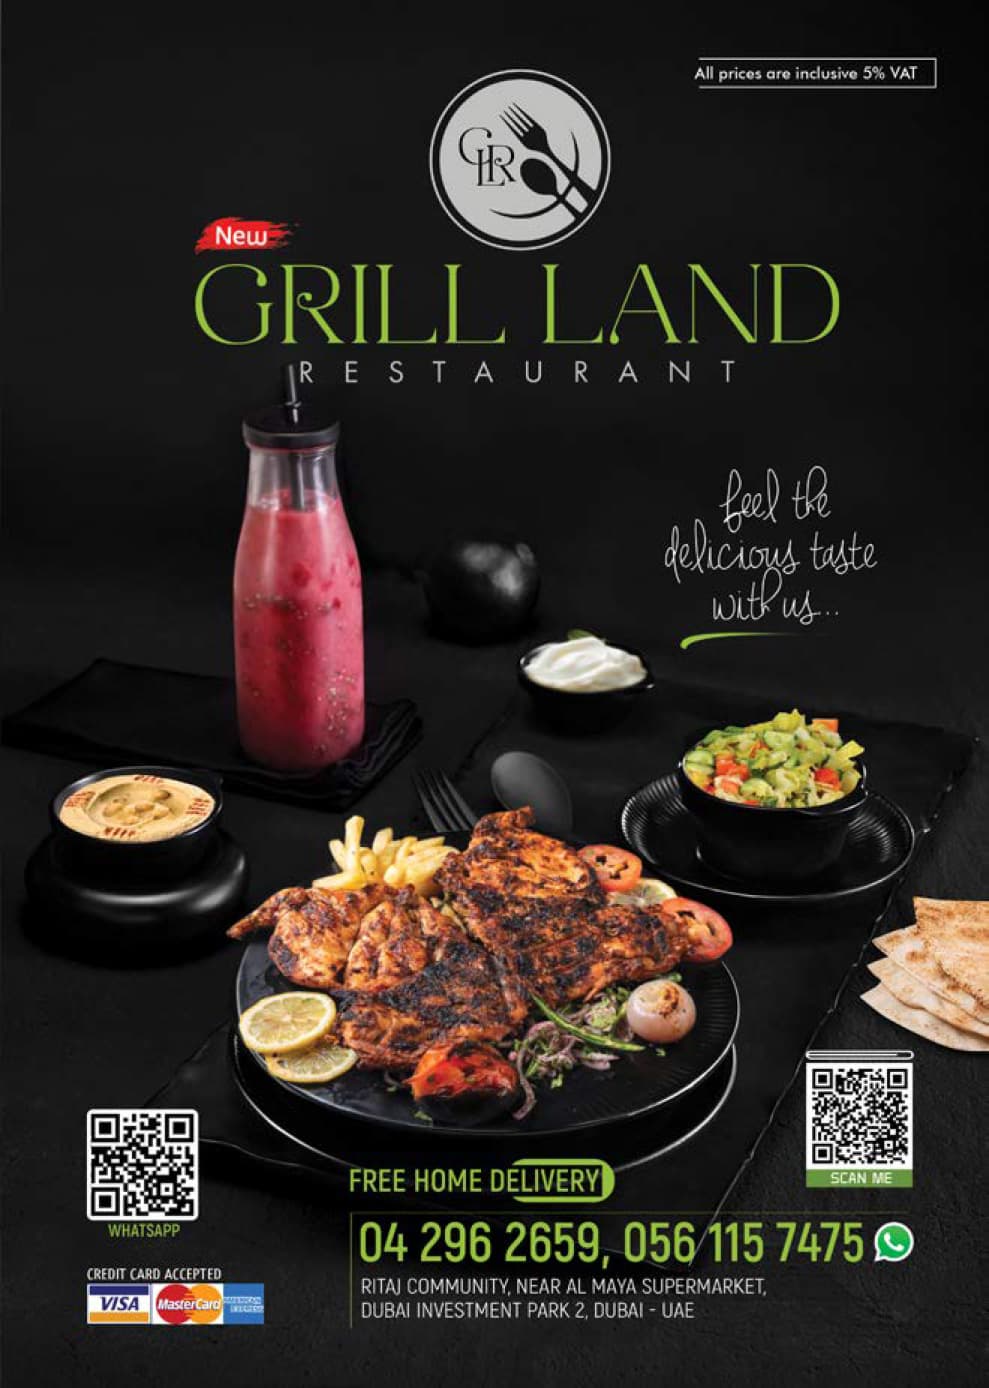 All prices are inclusive 5% VAT
GLR
New
GRILL LAND
RESTAURANT
feel the
delicious taste
with us...
FREE HOME DELIVERY
04 296 2659, 056 115 7475
RITAJ COMMUNITY, NEAR AL MAYA SUPERMARKET,
DUBAI INVESTMENT PARK 2, DUBAI - UAE
SCAN ME
WHATSAPP
CREDIT CARD ACCEPTED
VISA
MasterCard
AMERICAN
EXPRESS